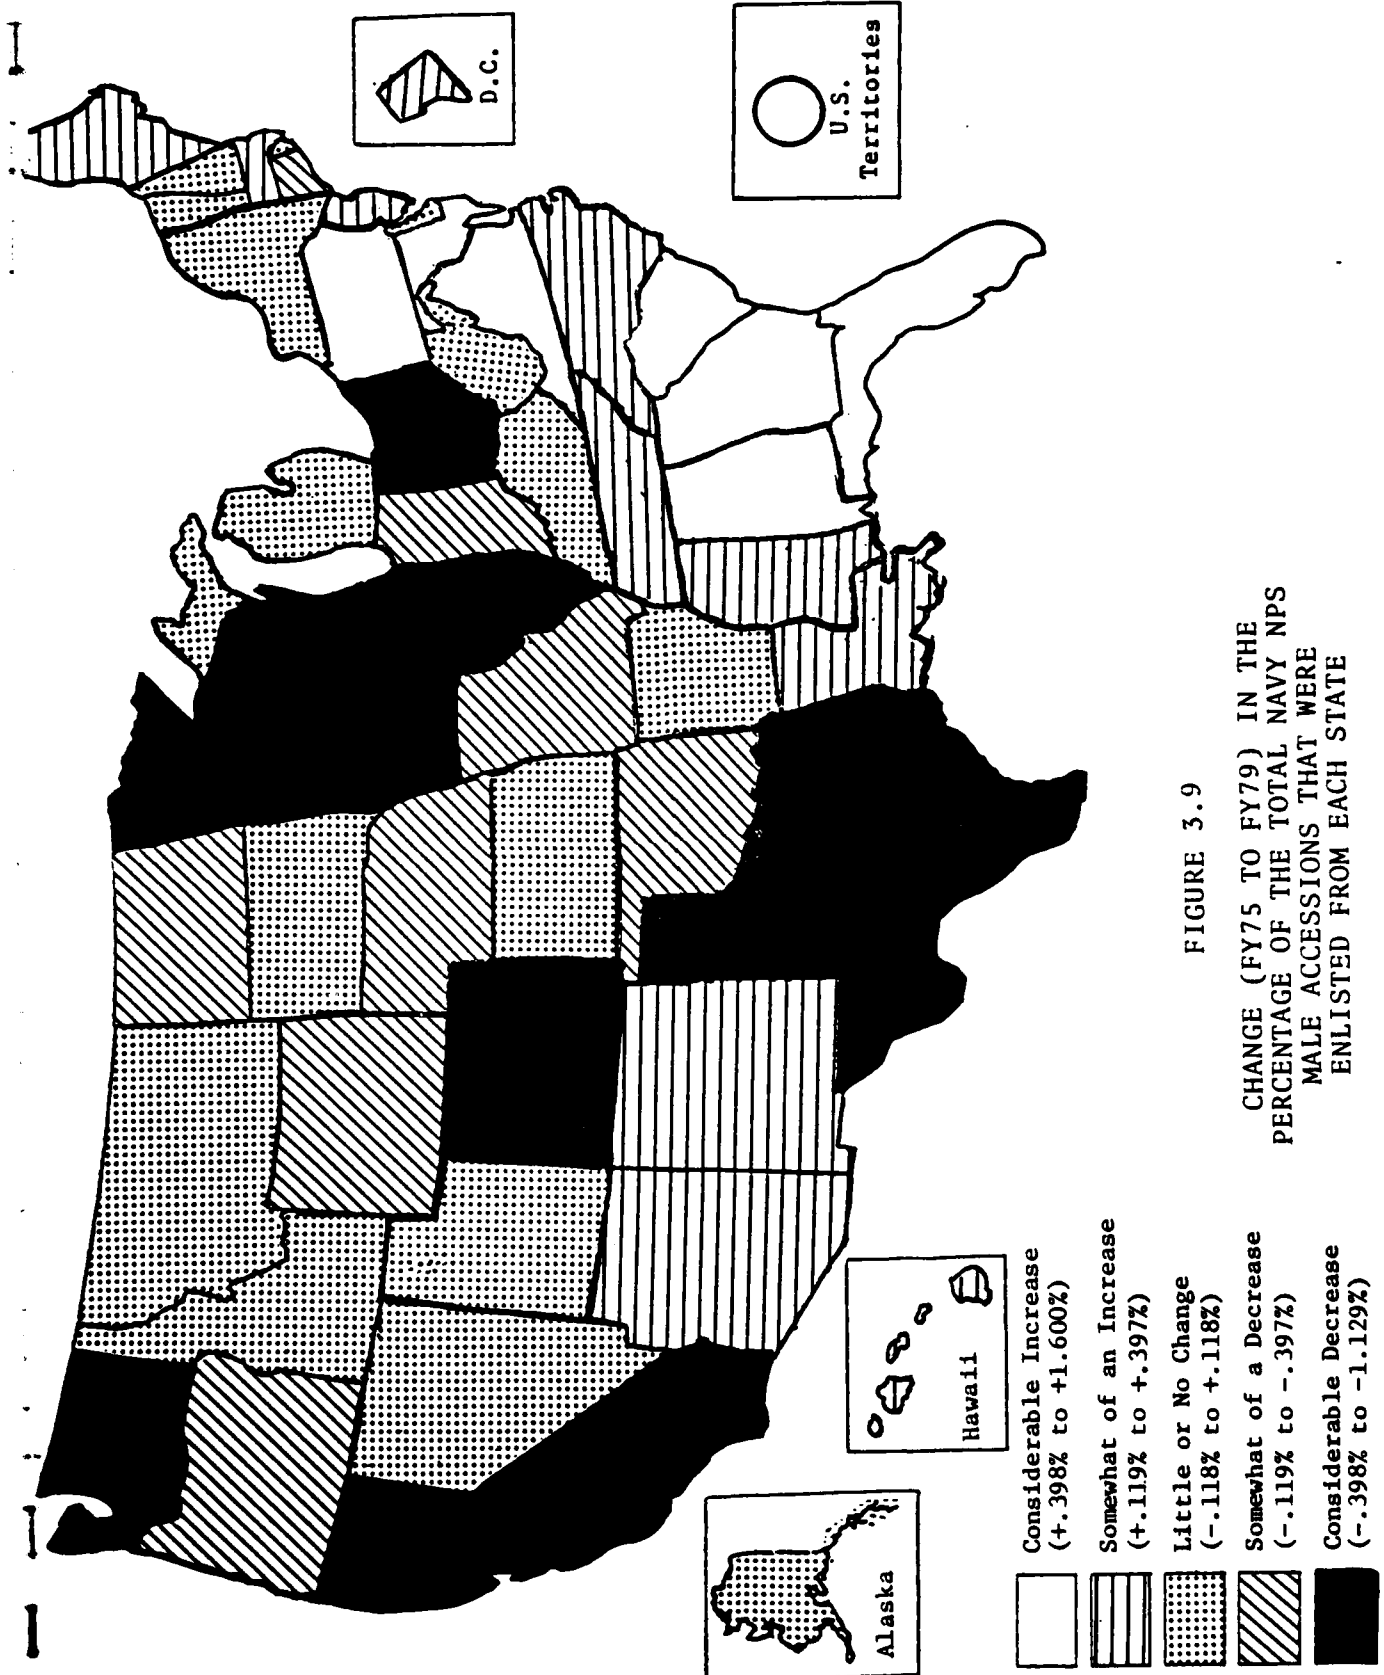 D.C.
U.S.
Territories
Hawaii
Alaska
Considerable Increase
(+.398% to +1.600%)
Somewhat of an Increase
(+.119% to +.397%)
Little or No Change
(-.118% to +.118%)
Somewhat of a Decrease
(-.119% to -.397%)
Considerable Decrease
(-.398% to -1.129%)
FIGURE 3.9
CHANGE (FY75 TO FY79) IN THE
PERCENTAGE OF THE TOTAL NAVY NPS
MALE ACCESSIONS THAT WERE
ENLISTED FROM EACH STATE